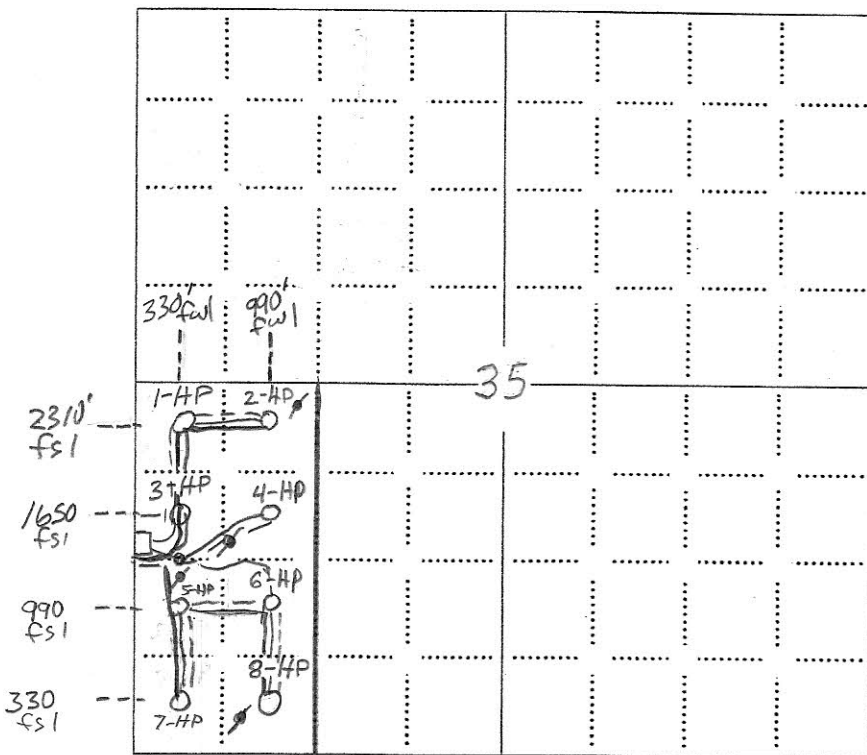 330' fwl 990' fwl
35
1-HP 2-HP
2310' fsl
3-HP 4-HP
1650 fsl
5-HP 6-HP
990 fsl
8-HP
330 fsl
7-HP